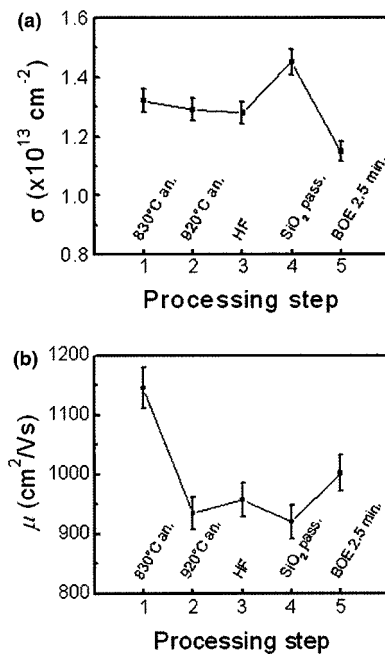 (a)
σ (x10¹³ cm⁻²)
1.6
1.4
1.2
1.0
0.8
830°C an.
920°C an.
HF
SiO₂ pass.
BOE 2.5 min.
1 2 3 4 5
Processing step
(b)
μ (cm²/Vs)
1200
1100
1000
900
800
830°C an.
920°C an.
HF
SiO₂ pass.
BOE 2.5 min.
1 2 3 4 5
Processing step